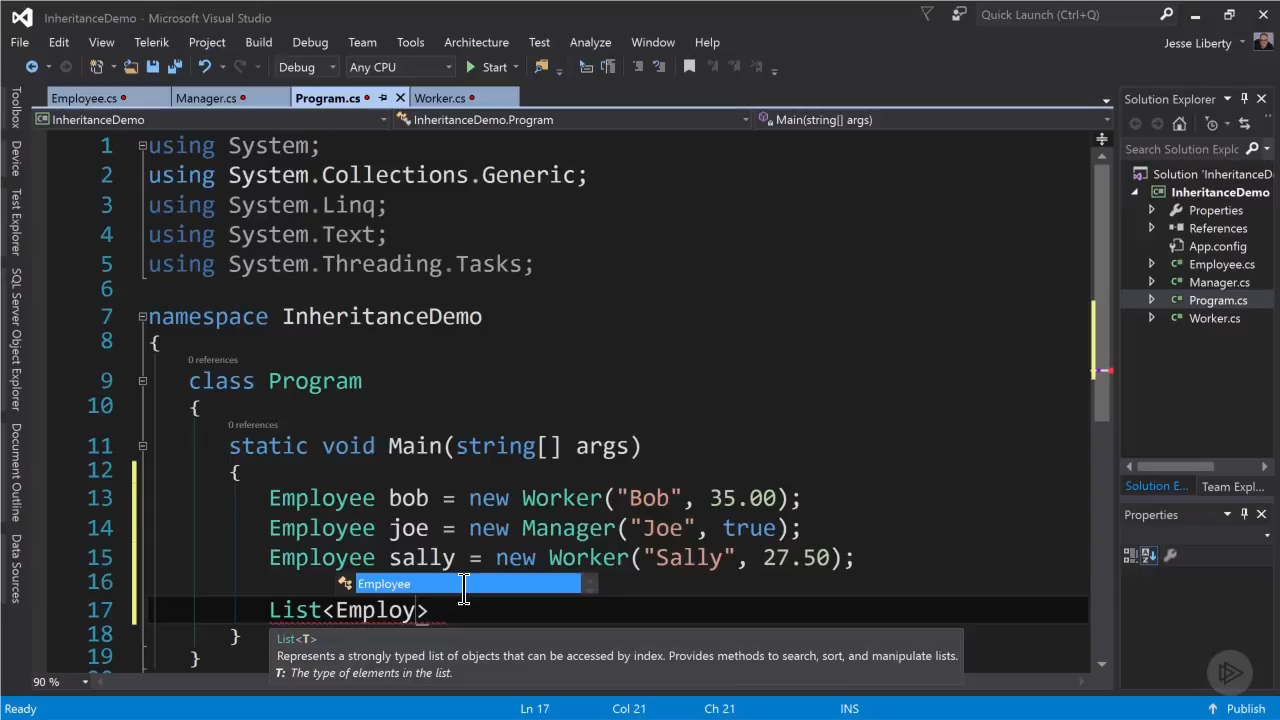 InheritanceDemo - Microsoft Visual Studio
Quick Launch (Ctrl+Q)
File Edit View Telerik Project Build Debug Team Tools Architecture Test Analyze Window Help
Jesse Liberty
Debug Any CPU Start
Employee.cs Manager.cs Program.cs Worker.cs
InheritanceDemo InheritanceDemo.Program Main(string[] args)
Toolbox
Device
Test Explorer
SQL Server Object Explorer
Document Outline
Data Sources
1 using System;
2 using System.Collections.Generic;
3 using System.Linq;
4 using System.Text;
5 using System.Threading.Tasks;
6
7 namespace InheritanceDemo
8 {
0 references
9 class Program
10 {
0 references
11 static void Main(string[] args)
12 {
13 Employee bob = new Worker("Bob", 35.00);
14 Employee joe = new Manager("Joe", true);
15 Employee sally = new Worker("Sally", 27.50);
16
Employee
17 List<Employ>
18 }
List<T>
Represents a strongly typed list of objects that can be accessed by index. Provides methods to search, sort, and manipulate lists.
T: The type of elements in the list.
19 }
90 %
Solution Explorer
Search Solution Explo
Solution 'InheritanceD
InheritanceDemo
Properties
References
App.config
Employee.cs
Manager.cs
Program.cs
Worker.cs
Solution E... Team Expl...
Properties
Ready Ln 17 Col 21 Ch 21 INS Publish